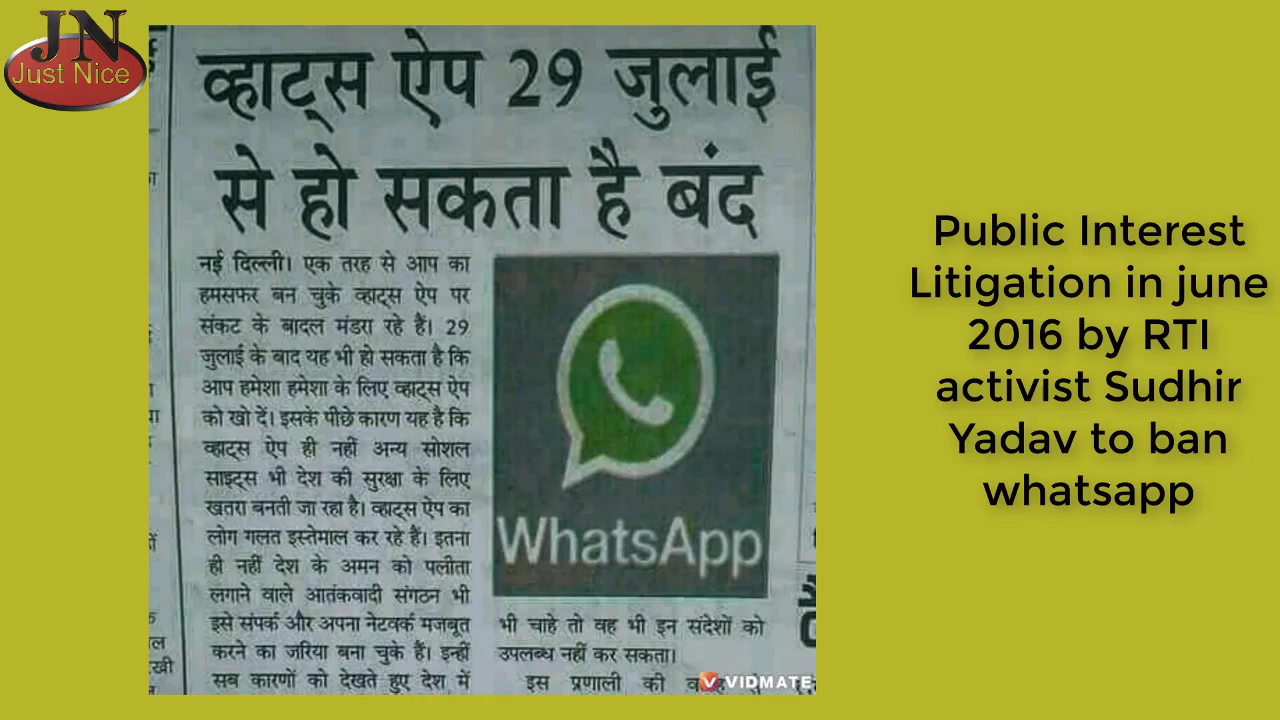 JN
Just Nice
व्हाट्स ऐप 29 जुलाई
से हो सकता है बंद
नई दिल्ली। एक तरह से आप का
हमसफर बन चुके व्हाट्स ऐप पर
संकट के बादल मंडरा रहे हैं। 29
जुलाई के बाद यह भी हो सकता है कि
आप हमेशा हमेशा के लिए व्हाट्स ऐप
को खो दें। इसके पीछे कारण यह है कि
व्हाट्स ऐप ही नहीं अन्य सोशल
साइट्स भी देश की सुरक्षा के लिए
खतरा बनती जा रहा है। व्हाट्स ऐप का
लोग गलत इस्तेमाल कर रहे हैं। इतना
ही नहीं देश के अमन को पलीता
लगाने वाले आतंकवादी संगठन भी
इसे संपर्क और अपना नेटवर्क मजबूत
करने का जरिया बना चुके हैं। इन्हीं
सब कारणों को देखते हुए देश में
WhatsApp
भी चाहे तो वह भी इन संदेशों को
उपलब्ध नहीं कर सकता।
इस प्रणाली की
VIDMATE
Public Interest
Litigation in june
2016 by RTI
activist Sudhir
Yadav to ban
whatsapp